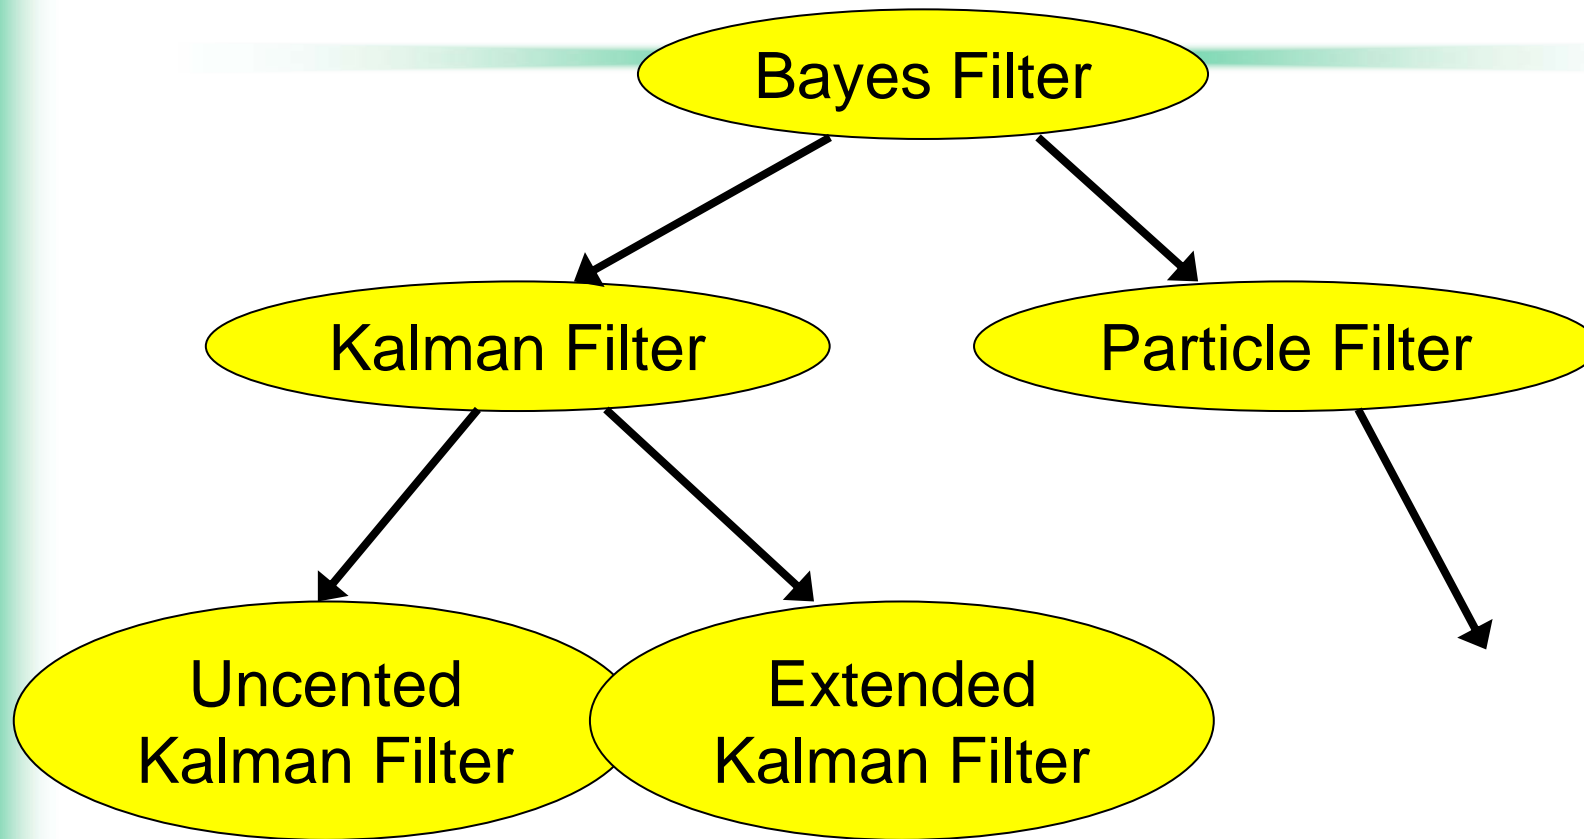 Bayes Filter
Kalman Filter
Particle Filter
Uncented
Kalman Filter
Extended
Kalman Filter